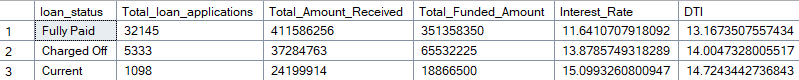 loan_status Total_loan_applications Total_Amount_Received Total_Funded_Amount Interest_Rate DTI
1 Fully Paid 32145 411586256 351358350 11.6410707918092 13.1673507557434
2 Charged Off 5333 37284763 65532225 13.8785749318289 14.0047328005517
3 Current 1098 24199914 18866500 15.0993260800947 14.7243442736843